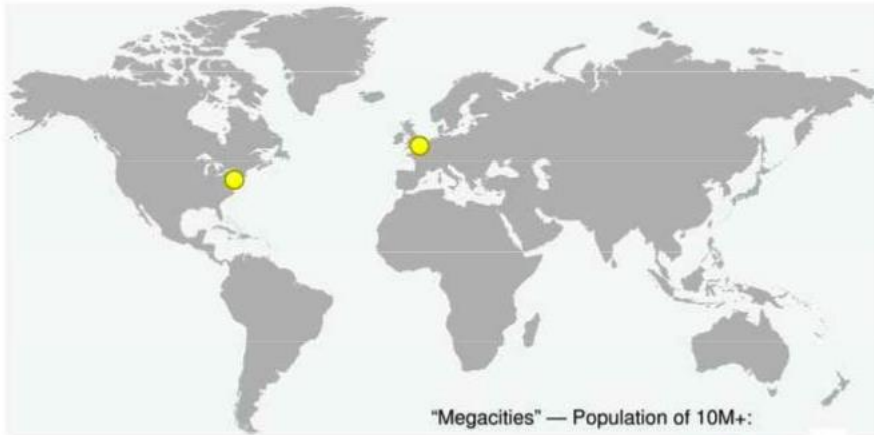 “Megacities” — Population of 10M+: